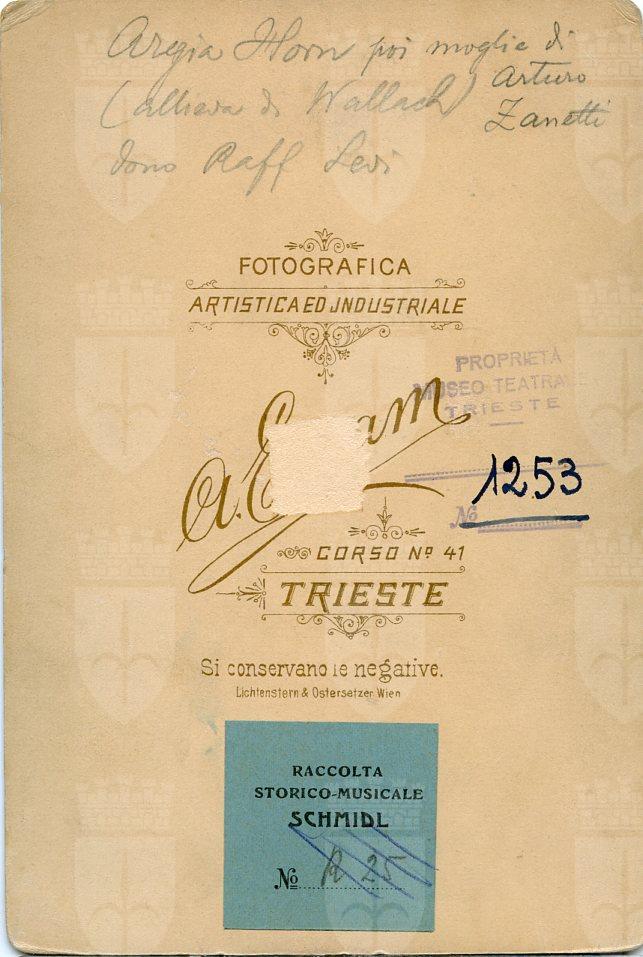 Argia Horn poi moglie di
(allieva di Wallach) Arturo
Zanetti
dono Raff Levi
FOTOGRAFICA
ARTISTICA ED INDUSTRIALE
PROPRIETÀ
MUSEO TEATRALE
TRIESTE
A. E am
No 1253
CORSO No 41
TRIESTE
Si conservano le negative.
Lichtenstern & Ostersetzer Wien
RACCOLTA
STORICO-MUSICALE
SCHMIDL
No R 25